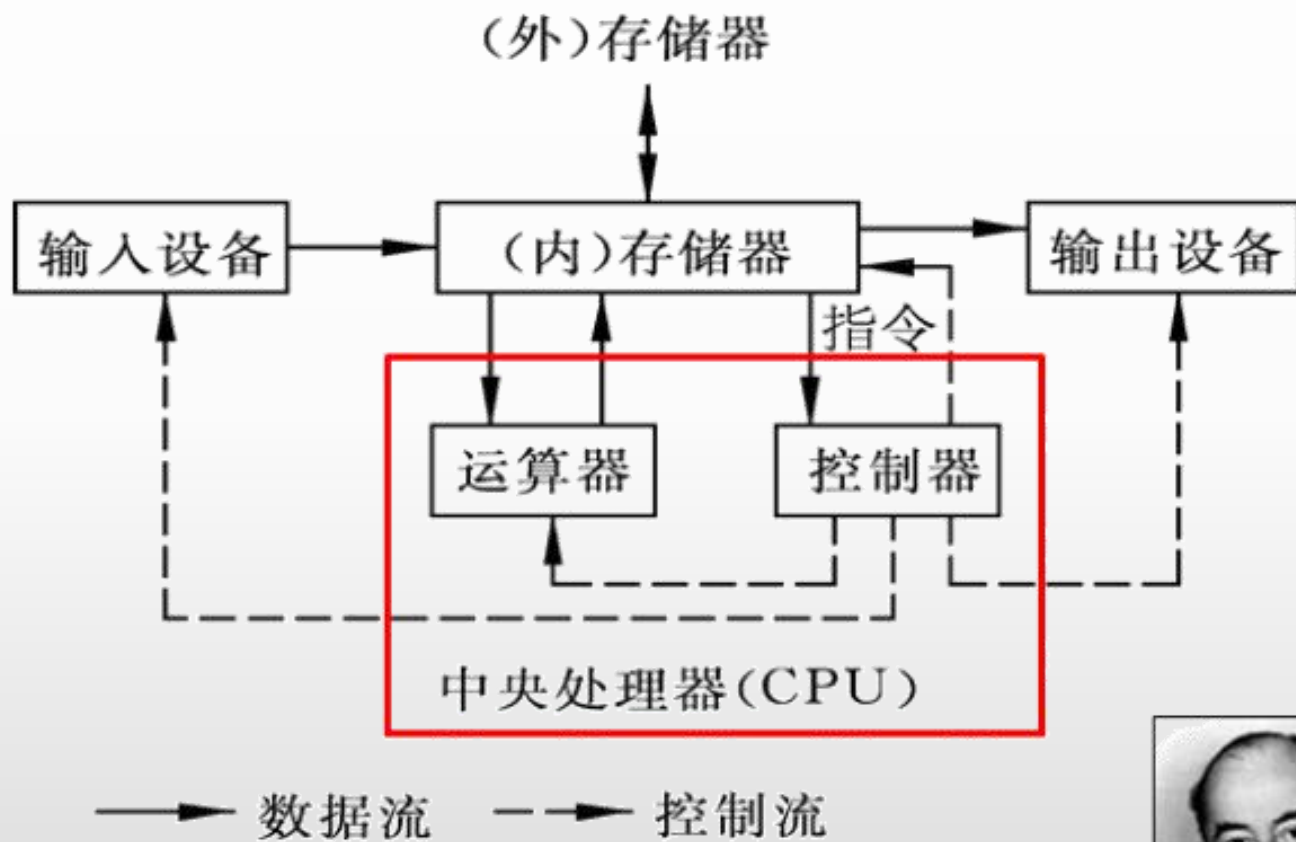 （外）存储器
输入设备
（内）存储器
输出设备
指令
运算器
控制器
中央处理器(CPU)
数据流
控制流